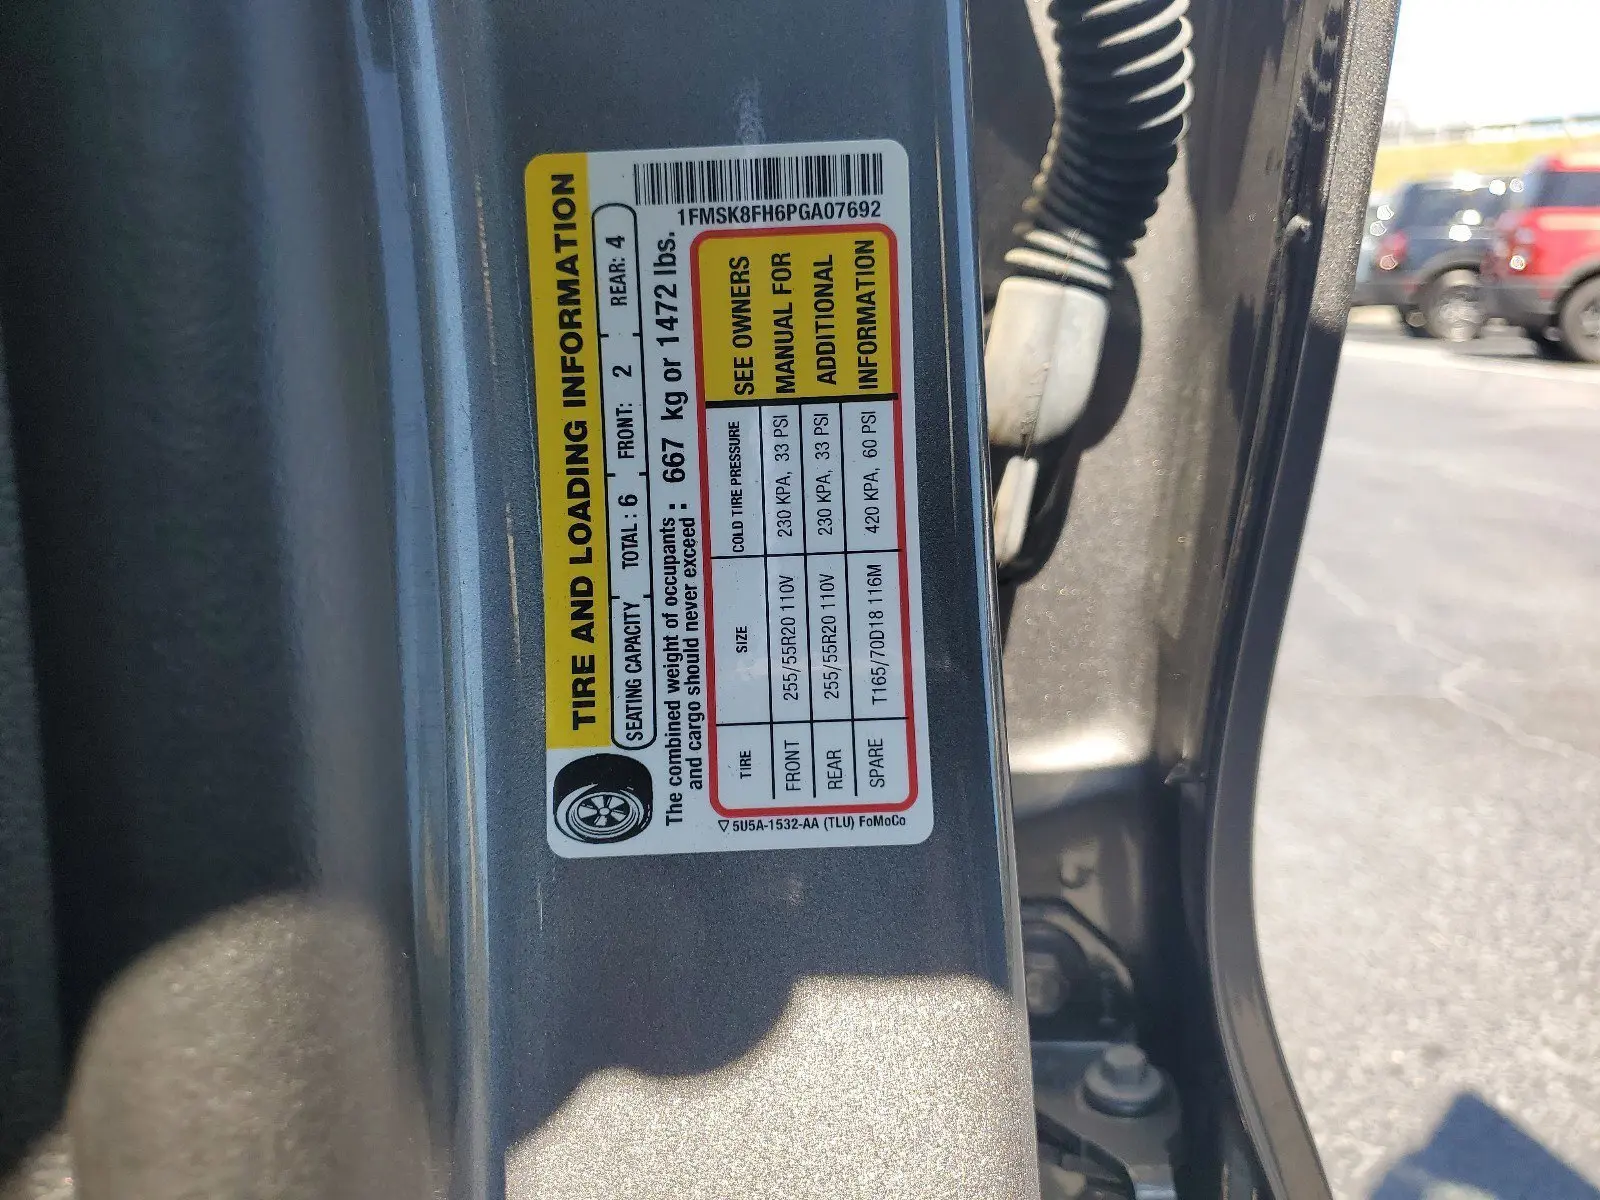 1FMSK8FH6PGA07692
TIRE AND LOADING INFORMATION
SEATING CAPACITY TOTAL: 6 FRONT: 2 REAR: 4
The combined weight of occupants and cargo should never exceed : 667 kg or 1472 lbs.
TIRE SIZE COLD TIRE PRESSURE
FRONT 255/55R20 110V 230 KPA, 33 PSI
REAR 255/55R20 110V 230 KPA, 33 PSI
SPARE T165/70D18 116M 420 KPA, 60 PSI
SEE OWNERS
MANUAL FOR
ADDITIONAL
INFORMATION
5U5A-1532-AA (TLU) FoMoCo